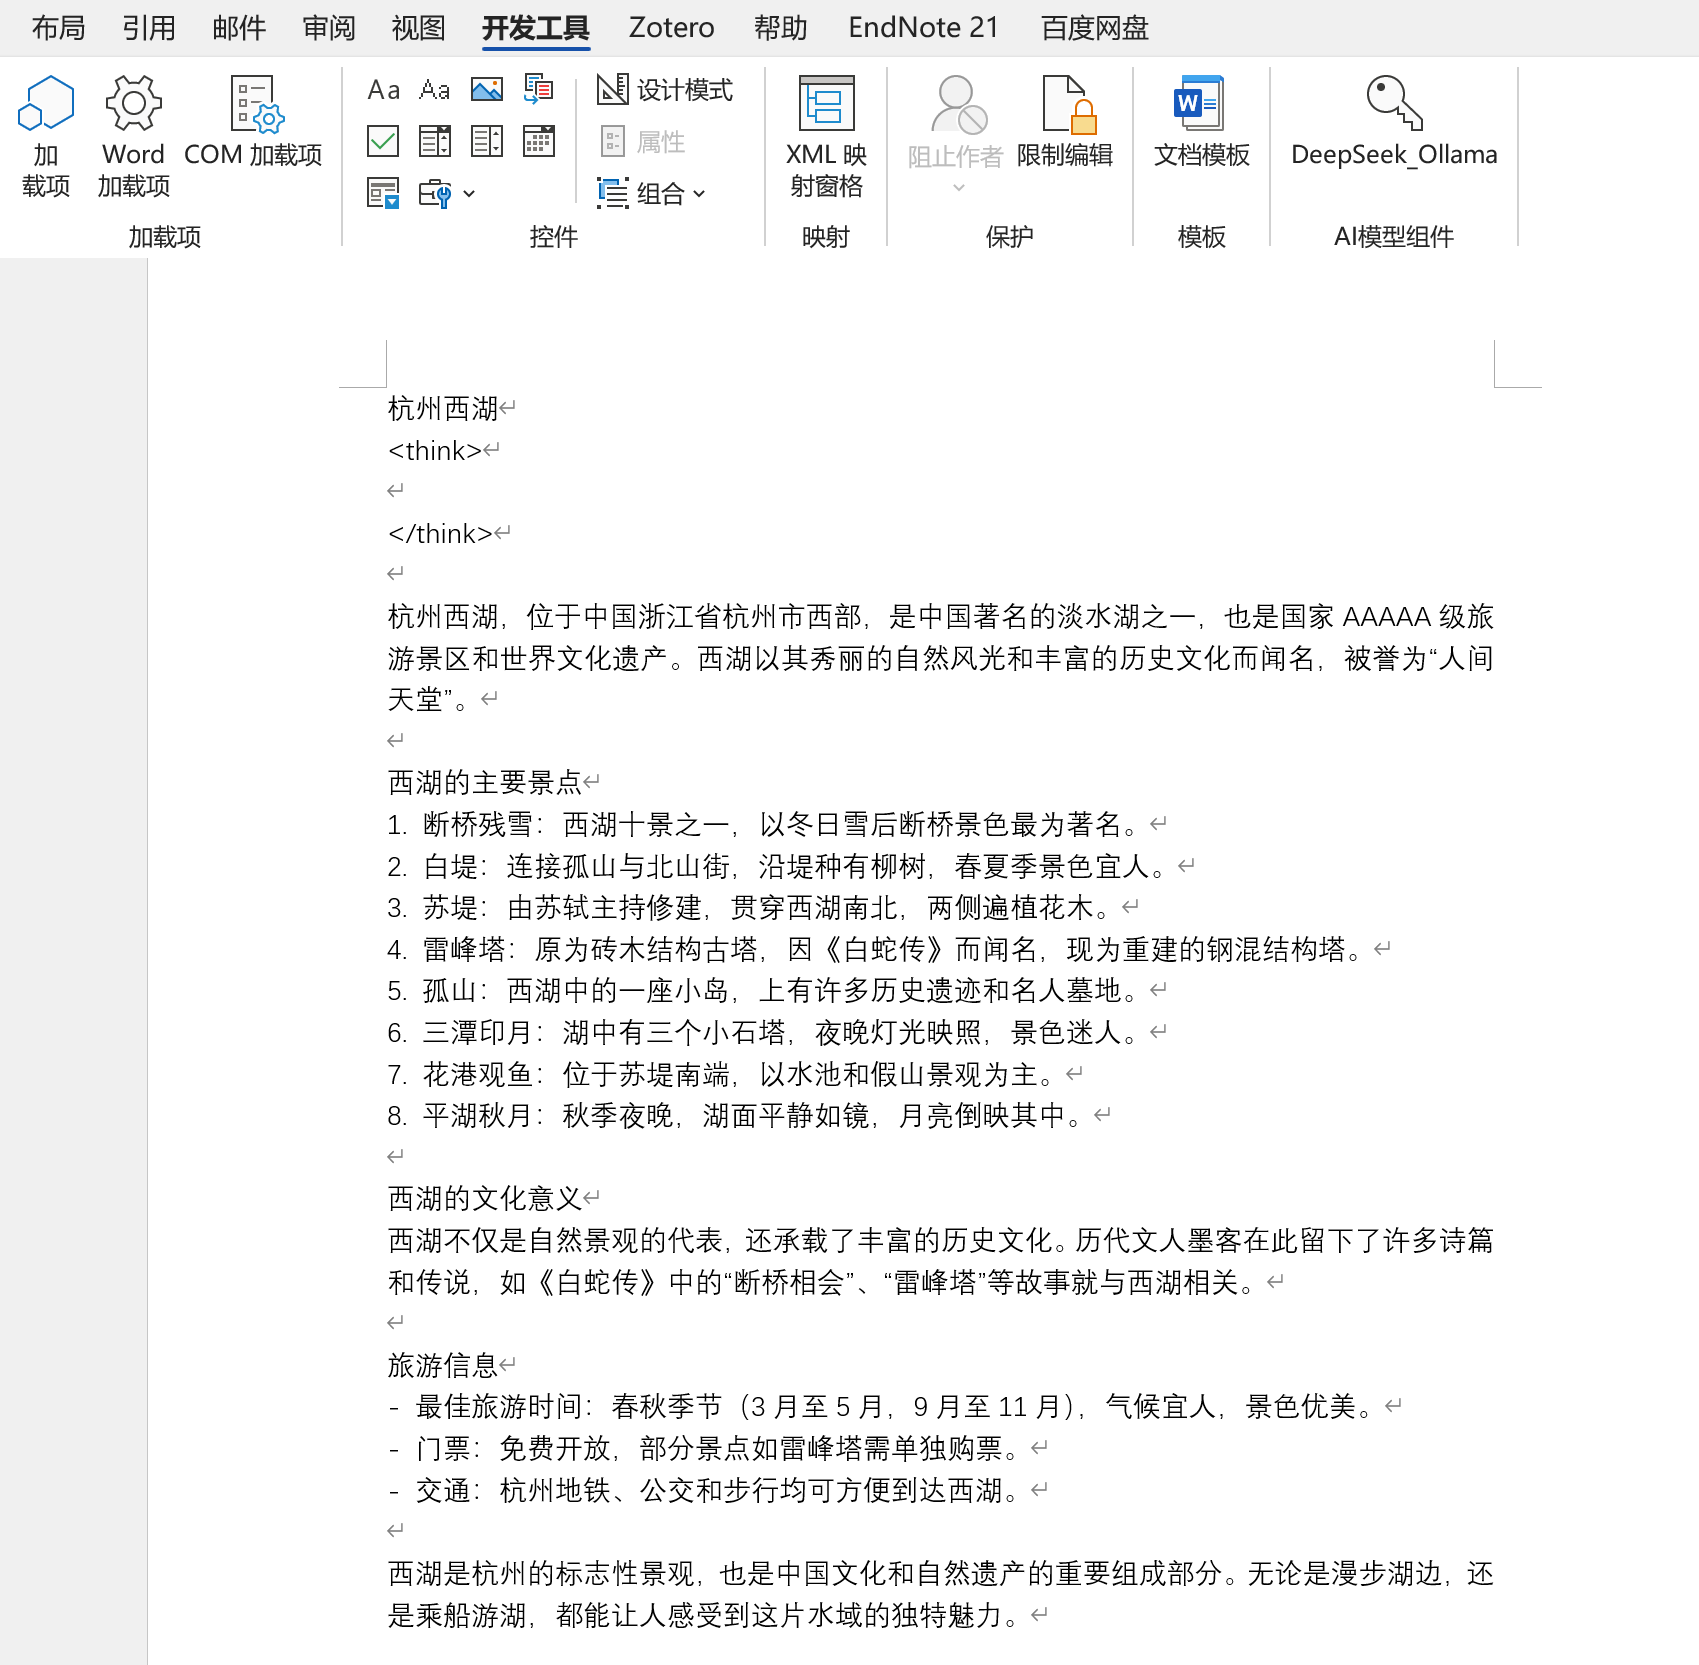 布局 引用 邮件 审阅 视图 开发工具 Zotero 帮助 EndNote 21 百度网盘
加载项
Word 加载项
COM 加载项
Aa Aa
设计模式
属性
组合
XML 映射窗格
阻止作者
限制编辑
文档模板
DeepSeek_Ollama
加载项 控件 映射 保护 模板 AI模型组件
杭州西湖
<think>
</think>
杭州西湖，位于中国浙江省杭州市西部，是中国著名的淡水湖之一，也是国家 AAAAA 级旅
游景区和世界文化遗产。西湖以其秀丽的自然风光和丰富的历史文化而闻名，被誉为“人间
天堂”。
西湖的主要景点
1. 断桥残雪：西湖十景之一，以冬日雪后断桥景色最为著名。
2. 白堤：连接孤山与北山街，沿堤种有柳树，春夏季景色宜人。
3. 苏堤：由苏轼主持修建，贯穿西湖南北，两侧遍植花木。
4. 雷峰塔：原为砖木结构古塔，因《白蛇传》而闻名，现为重建的钢混结构塔。
5. 孤山：西湖中的一座小岛，上有许多历史遗迹和名人墓地。
6. 三潭印月：湖中有三个小石塔，夜晚灯光映照，景色迷人。
7. 花港观鱼：位于苏堤南端，以水池和假山景观为主。
8. 平湖秋月：秋季夜晚，湖面平静如镜，月亮倒映其中。
西湖的文化意义
西湖不仅是自然景观的代表，还承载了丰富的历史文化。历代文人墨客在此留下了许多诗篇
和传说，如《白蛇传》中的“断桥相会”、“雷峰塔”等故事就与西湖相关。
旅游信息
- 最佳旅游时间：春秋季节（3 月至 5 月，9 月至 11 月），气候宜人，景色优美。
- 门票：免费开放，部分景点如雷峰塔需单独购票。
- 交通：杭州地铁、公交和步行均可方便到达西湖。
西湖是杭州的标志性景观，也是中国文化和自然遗产的重要组成部分。无论是漫步湖边，还
是乘船游湖，都能让人感受到这片水域的独特魅力。